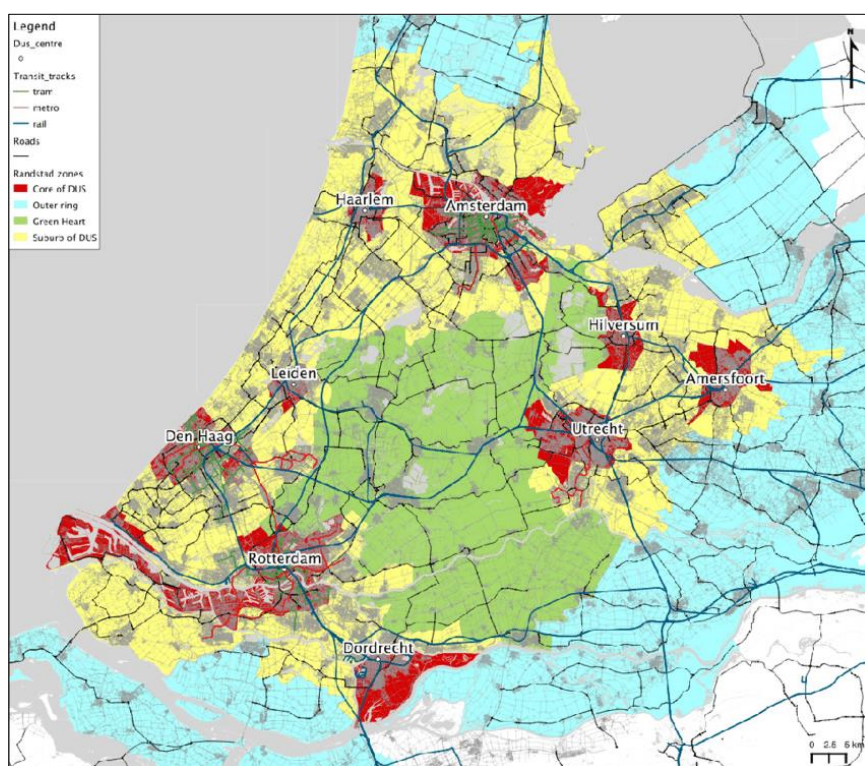 Legend
Dus_centre
Transit_tracks
tram
metro
rail
Roads
Randstad zones
Core of DUS
Outer ring
Green Heart
Suburb of DUS
N
Haarlem
Amsterdam
Hilversum
Leiden
Amersfoort
Den Haag
Utrecht
Rotterdam
Dordrecht
0 2.5 5 km